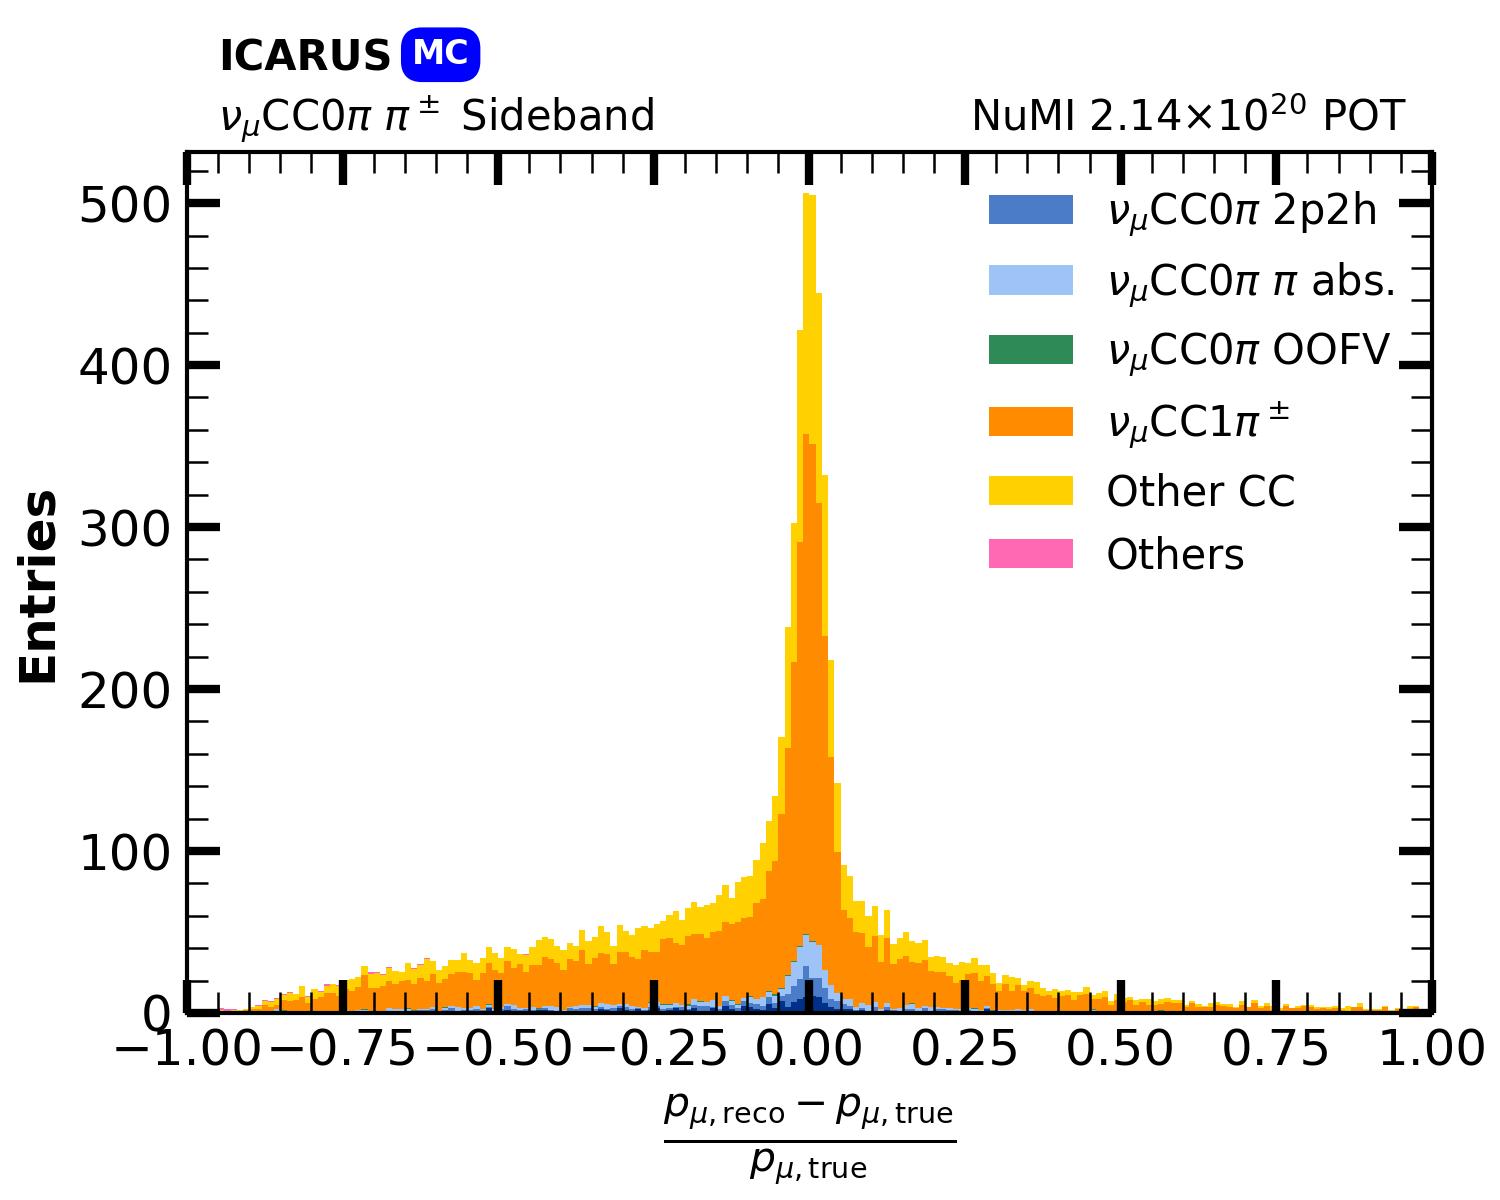 ICARUS MC
νμCC0π π± Sideband NuMI 2.14×10²⁰ POT
νμCC0π 2p2h
νμCC0π π abs.
νμCC0π OOFV
νμCC1π±
Other CC
Others
Entries
500
400
300
200
100
0
−1.00 −0.75 −0.50 −0.25 0.00 0.25 0.50 0.75 1.00
pμ,reco − pμ,true
pμ,true